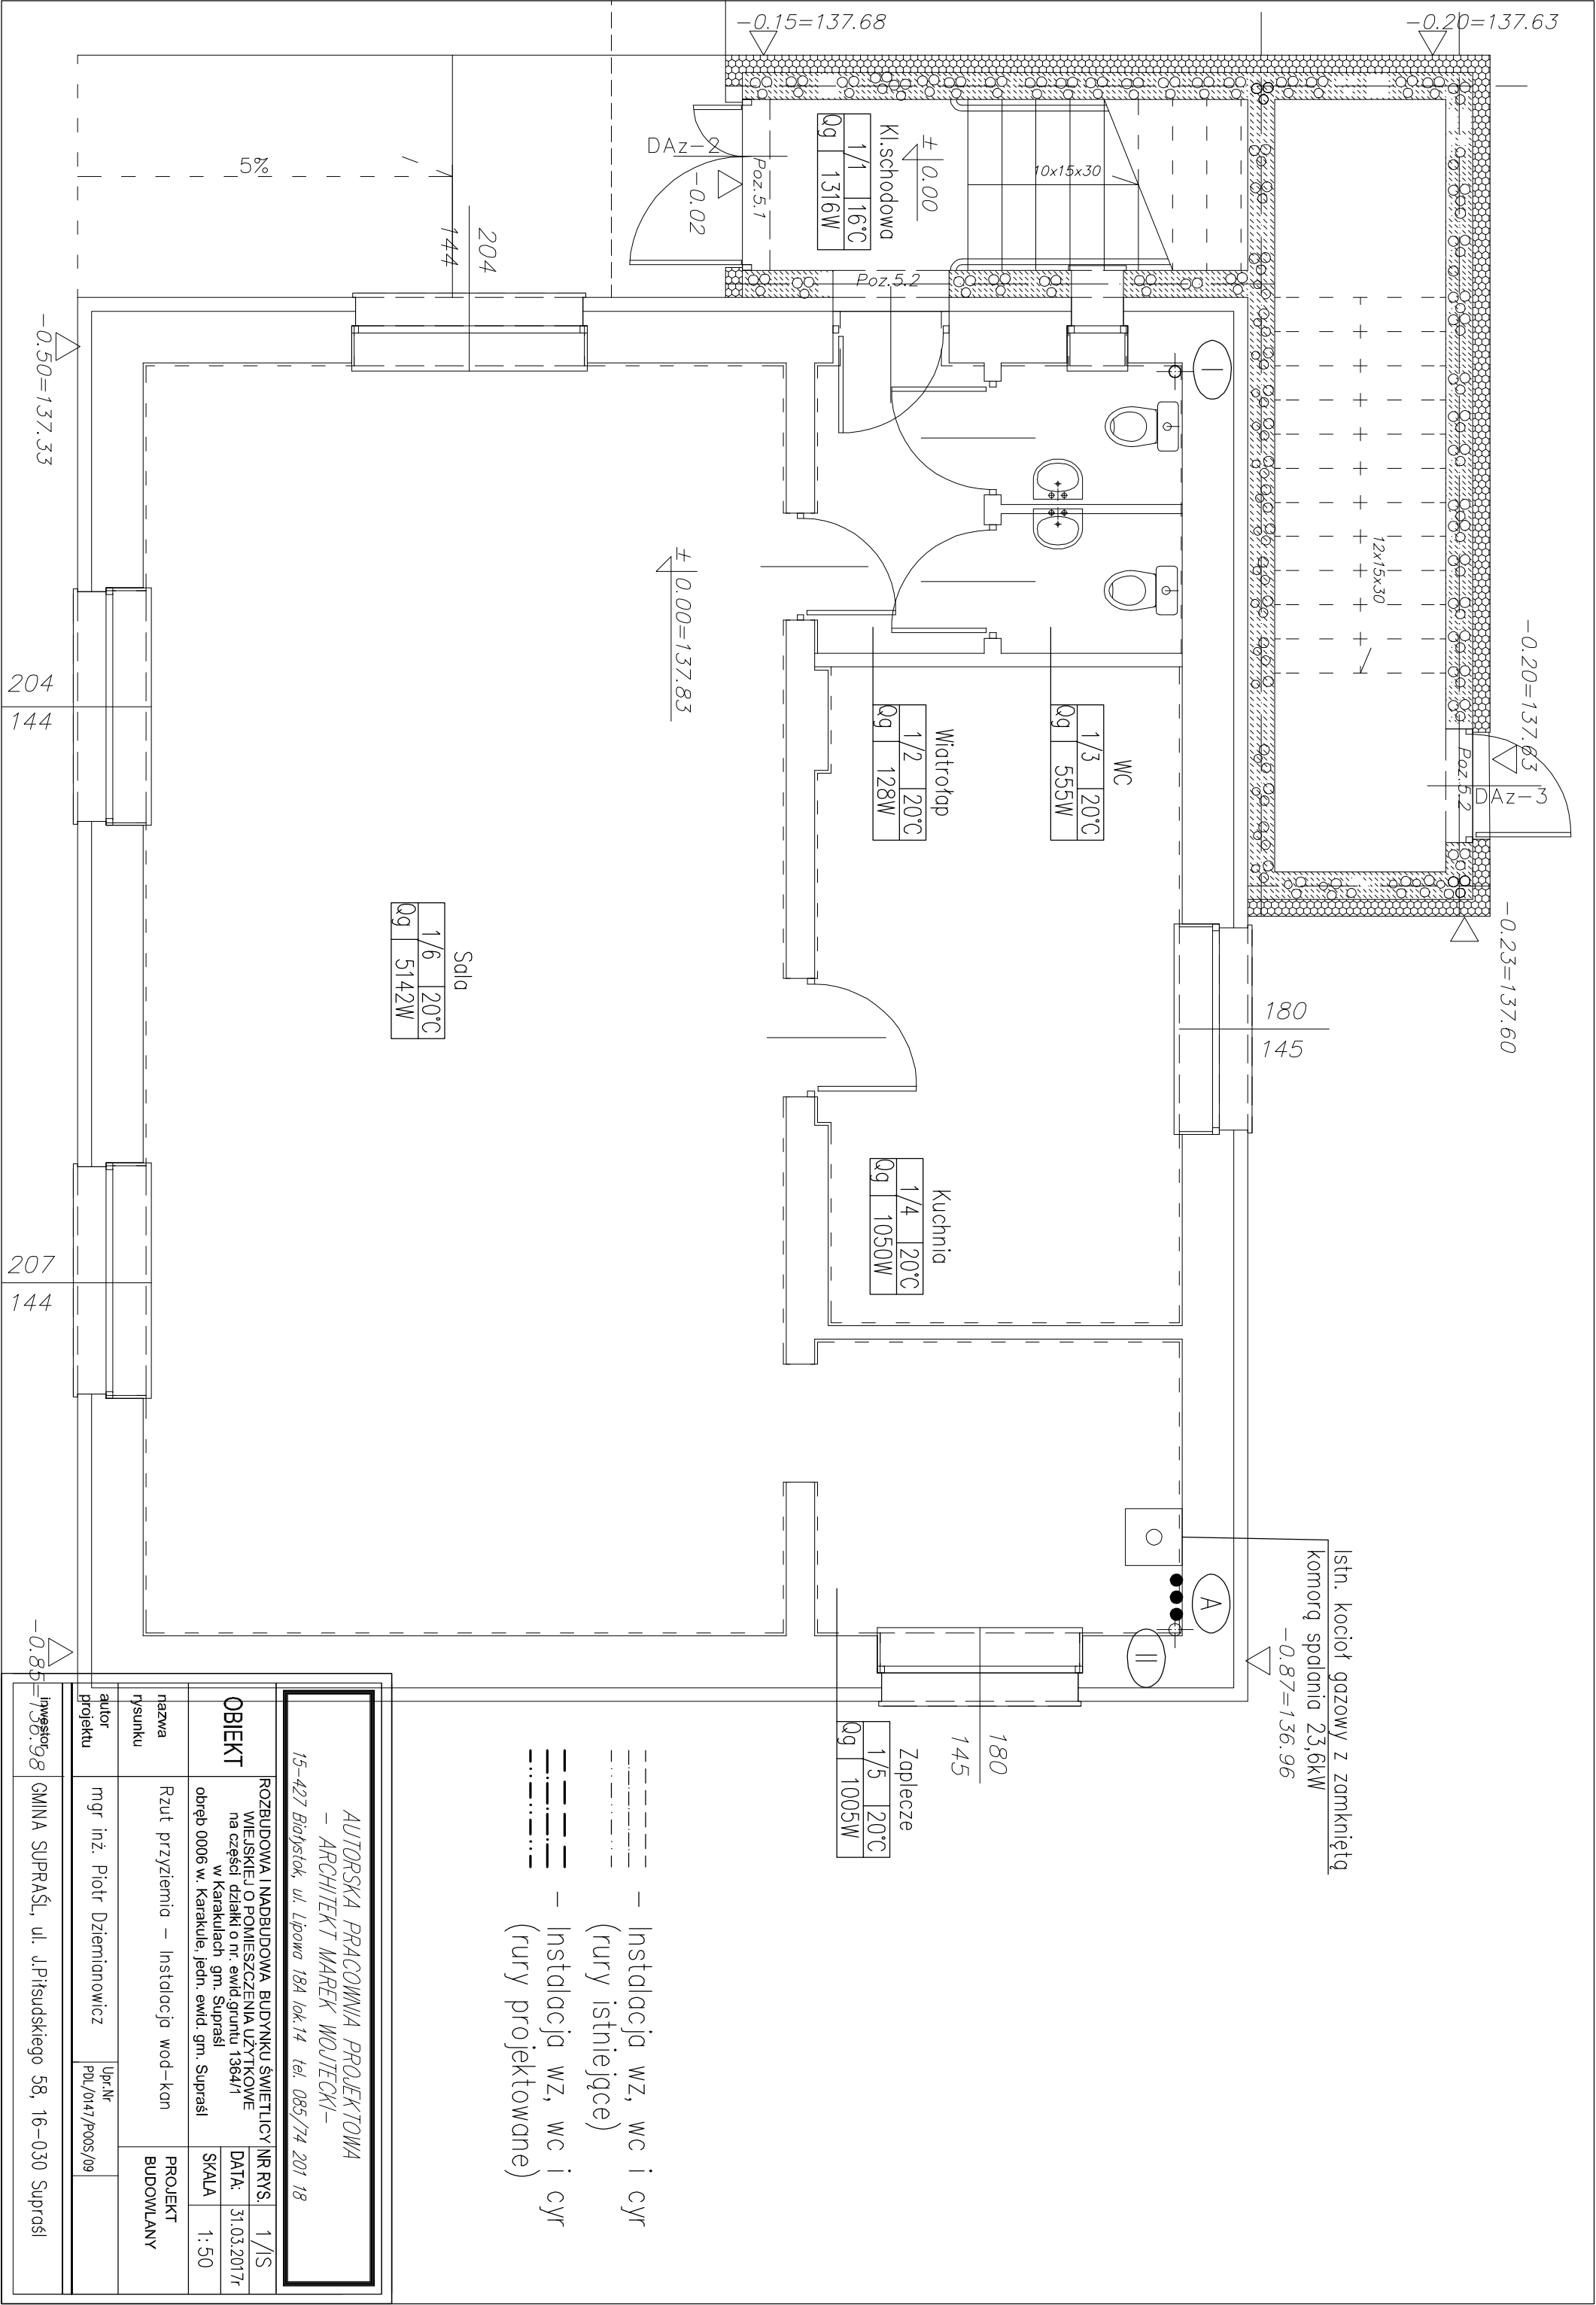 -0.15=137.68
-0.20=137.63
5%
DAz-2
-0.02
Poz.5.1
Kl.schodowa
1/1 16°C
Qg 1316W
± 0.00
10x15x30
Poz.5.2
12x15x30
-0.20=137.63
Poz.5.2
DAz-3
-0.23=137.60
204
144
-0.50=137.33
I
± 0.00=137.83
WC
1/3 20°C
Qg 555W
Wiatrołap
1/2 20°C
Qg 128W
204
144
Sala
1/6 20°C
Qg 5142W
180
145
Kuchnia
1/4 20°C
Qg 1050W
207
144
Istn. kocioł gazowy z zamkniętą
komorą spalania 23,6kW
A
II
-0.87=136.96
-0.85=136.98
180
145
Zaplecze
1/5 20°C
Qg 1005W
- Instalacja wz, wc i cyr
(rury istniejące)
- Instalacja wz, wc i cyr
(rury projektowane)
AUTORSKA PRACOWNIA PROJEKTOWA
- ARCHITEKT MAREK WOJTECKI-
15-427 Białystok, ul. Lipowa 18A lok.14 tel. 085/74 201 18
OBIEKT
ROZBUDOWA I NADBUDOWA BUDYNKU ŚWIETLICY
WIEJSKIEJ O POMIESZCZENIA UŻYTKOWE
na części działki o nr. ewid.gruntu 1364/1
w Karakulach gm. Supraśl
obręb 0006 w. Karakule, jedn. ewid. gm. Supraśl
NR RYS. 1/IS
DATA: 31.03.2017r
SKALA 1:50
nazwa
rysunku
Rzut przyziemia - Instalacja wod-kan
PROJEKT
BUDOWLANY
autor
projektu
mgr inż. Piotr Dziemianowicz
Upr.Nr
PDL/0147/POOS/09
inwestor
GMINA SUPRAŚL, ul. J.Piłsudskiego 58, 16-030 Supraśl